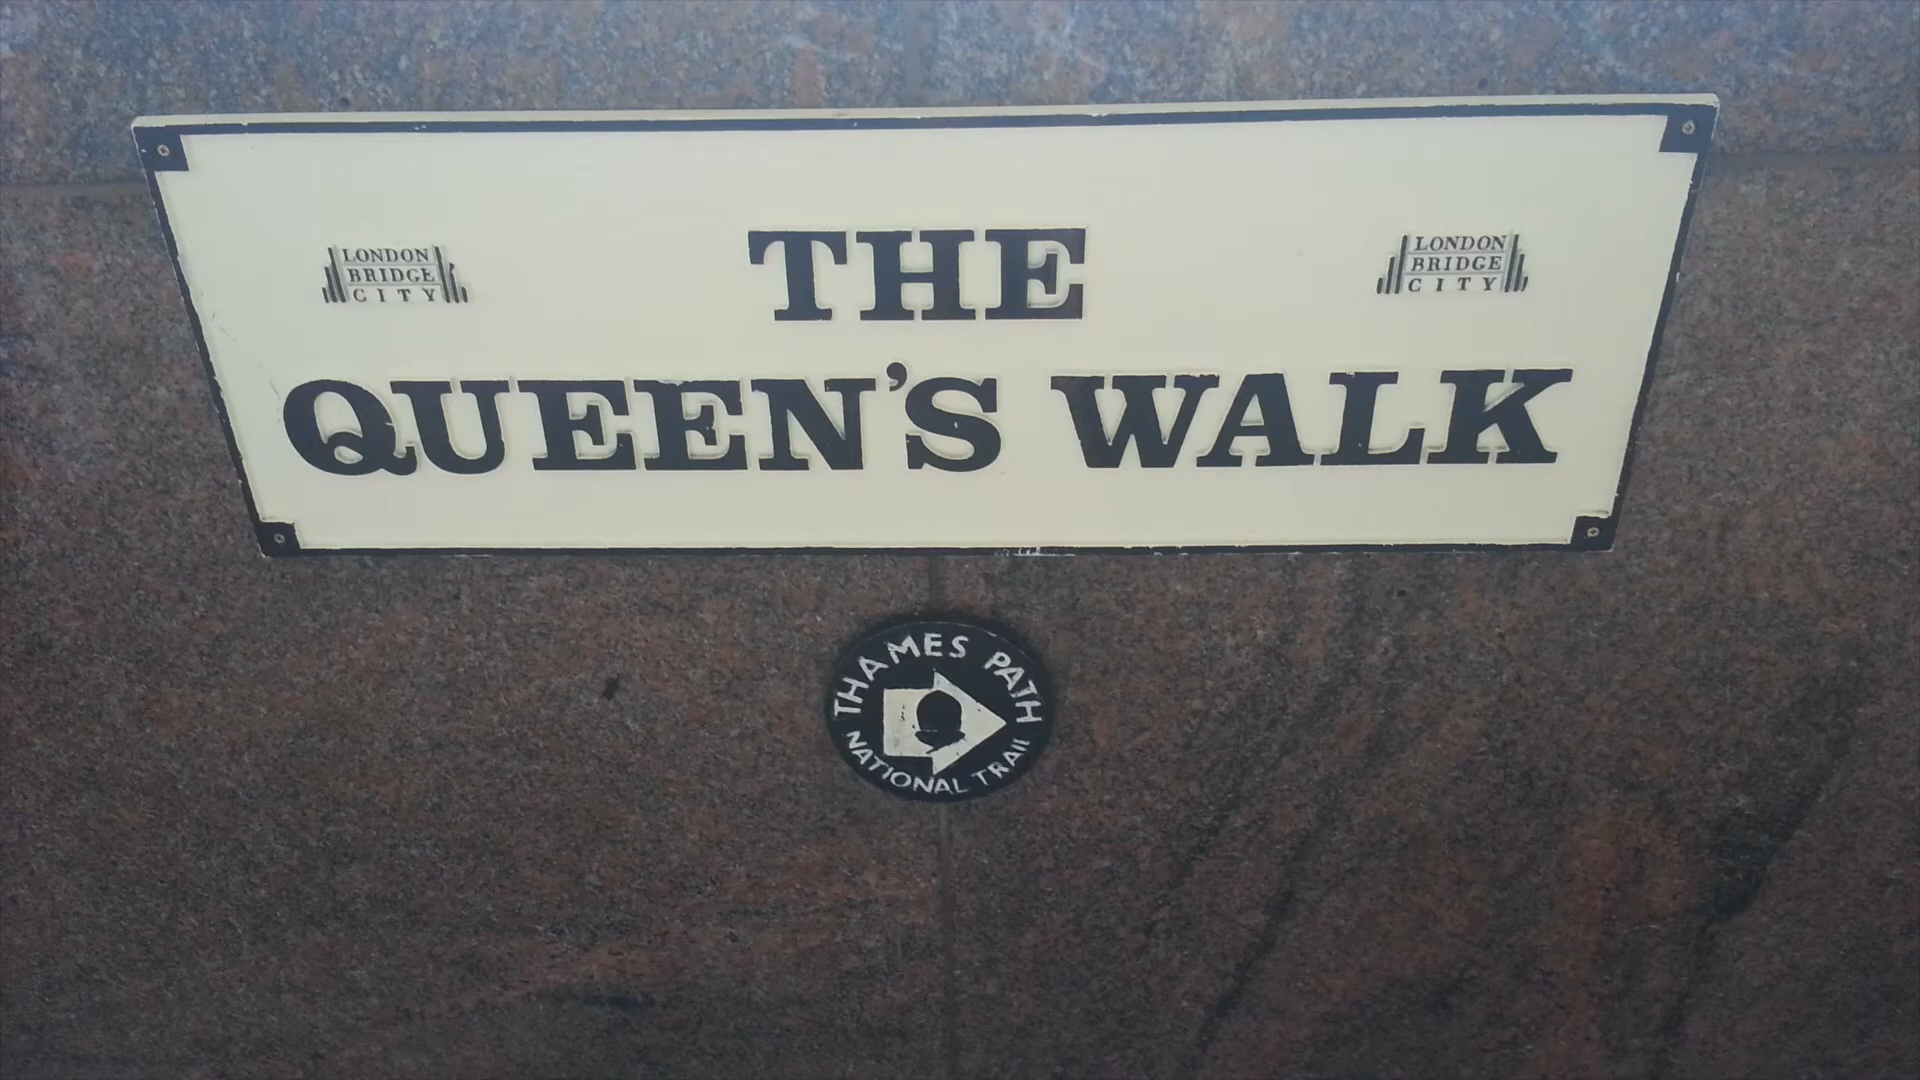 LONDON
BRIDGE
CITY
THE
LONDON
BRIDGE
CITY
QUEEN'S WALK
THAMES PATH
NATIONAL TRAIL